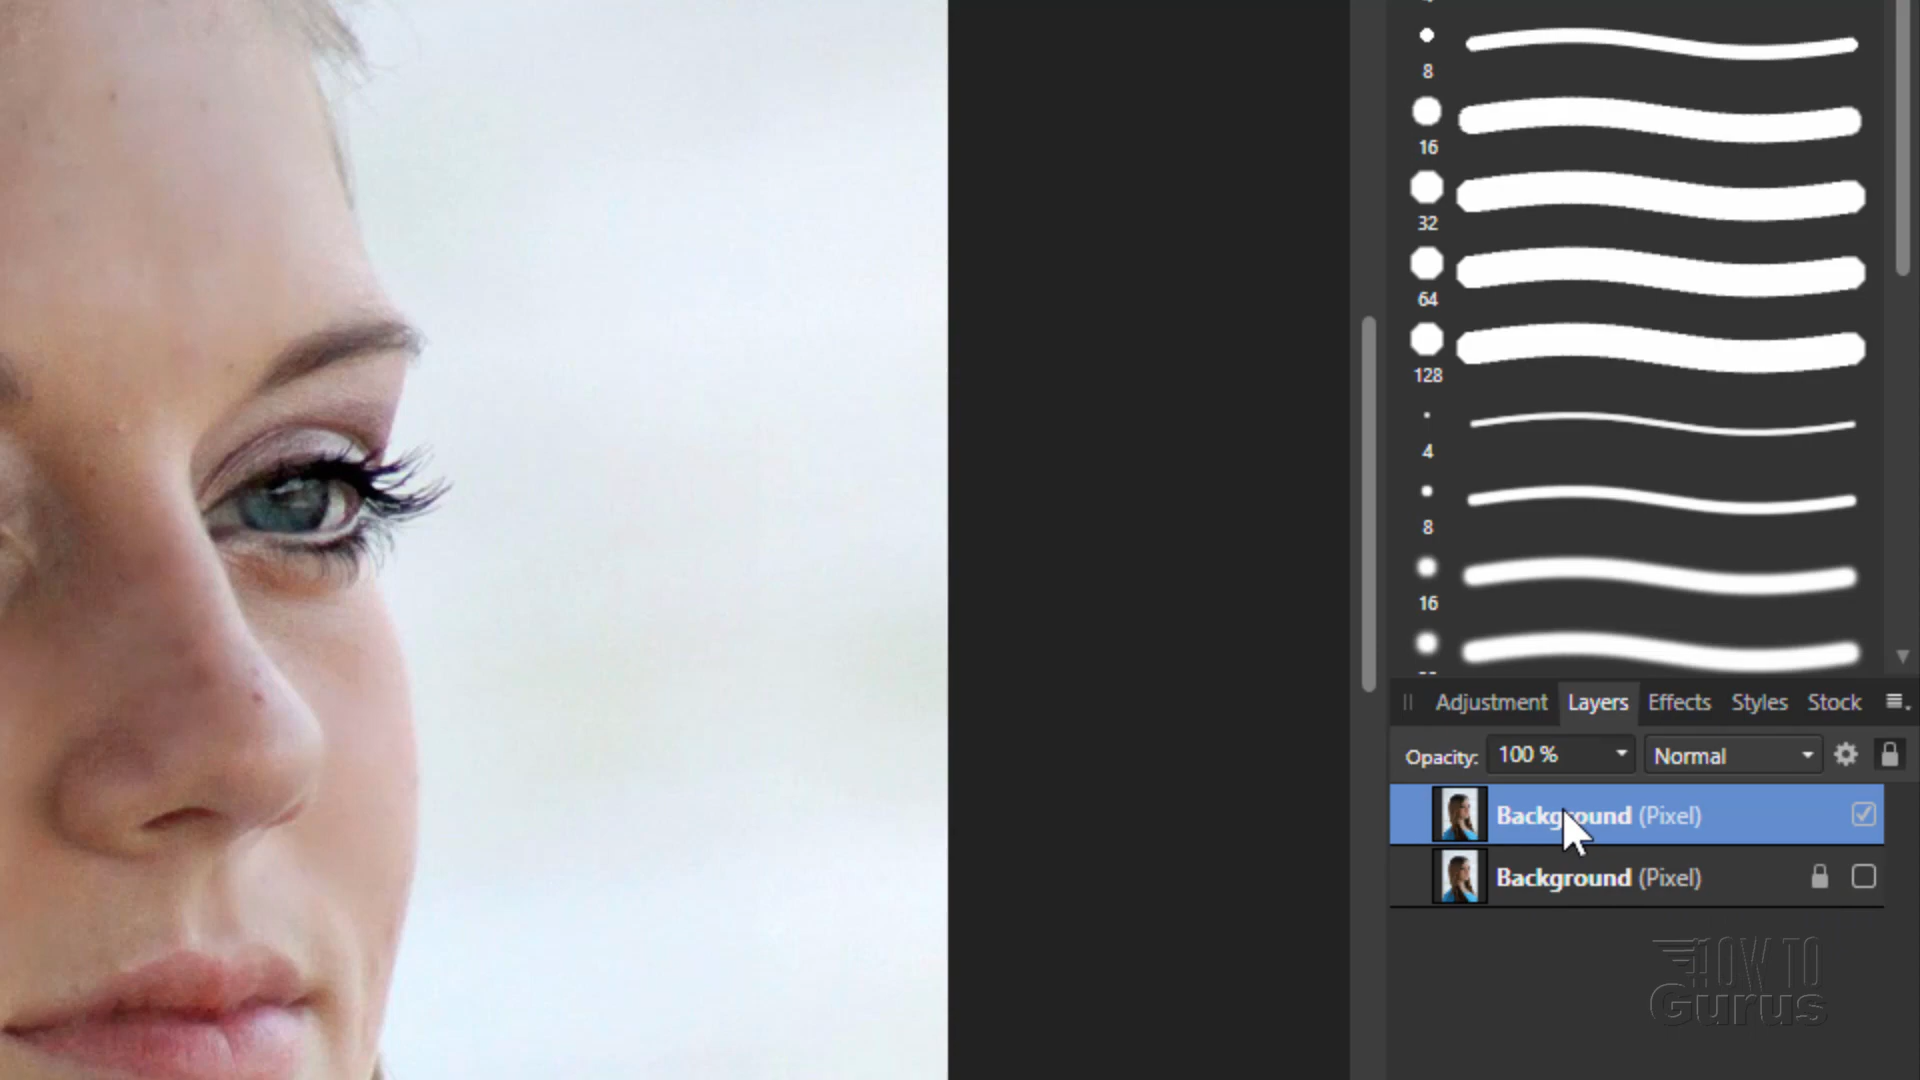 8
16
32
64
128
4
8
16
Adjustment Layers Effects Styles Stock
Opacity: 100 % Normal
Background (Pixel)
Background (Pixel)
HOW TO
Gurus